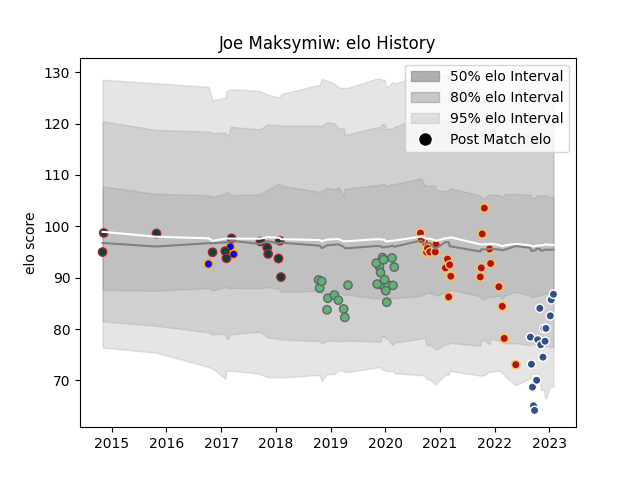 Joe Maksymiw: elo History
50% elo Interval
80% elo Interval
95% elo Interval
Post Match elo
elo score
130
120
110
100
90
80
70
2015 2016 2017 2018 2019 2020 2021 2022 2023